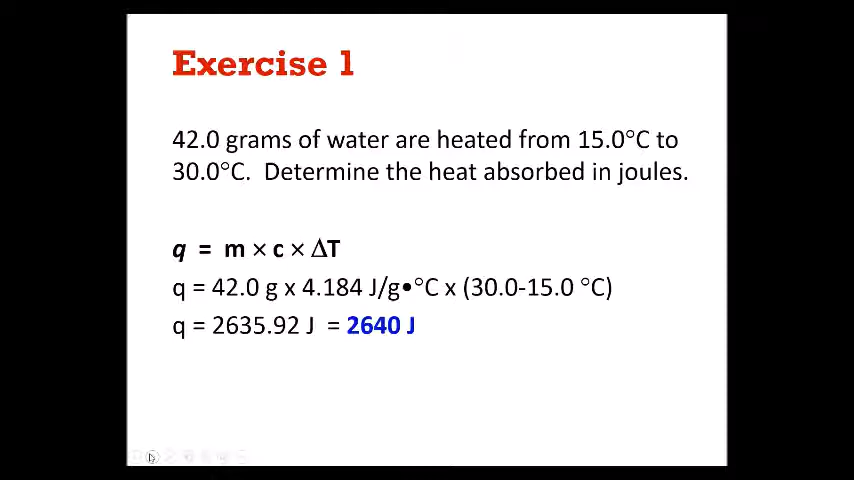 Exercise 1
42.0 grams of water are heated from 15.0°C to
30.0°C. Determine the heat absorbed in joules.
q = m × c × ΔT
q = 42.0 g x 4.184 J/g•°C x (30.0-15.0 °C)
q = 2635.92 J = 2640 J